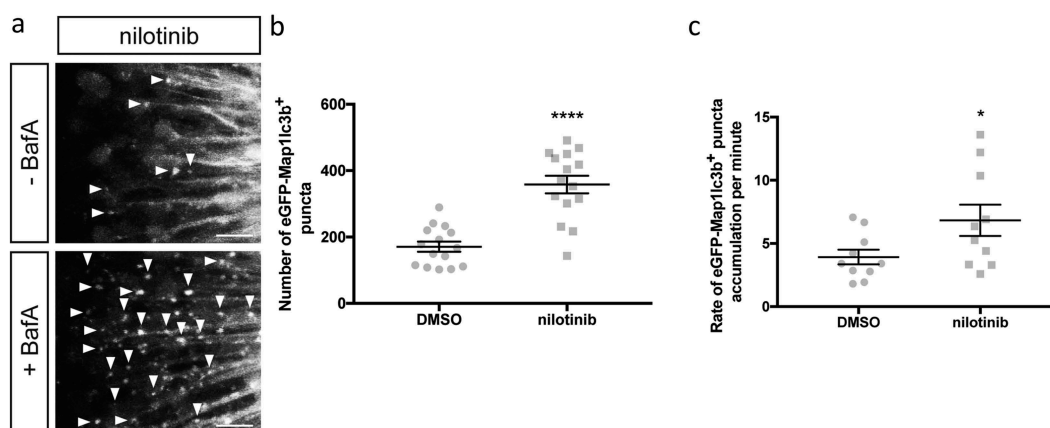 a
nilotinib
- BafA
+ BafA
b
Number of eGFP-Map1lc3b⁺
puncta
600
400
200
0
****
DMSO
nilotinib
c
Rate of eGFP-Map1lc3b⁺ puncta
accumulation per minute
15
10
5
0
*
DMSO
nilotinib